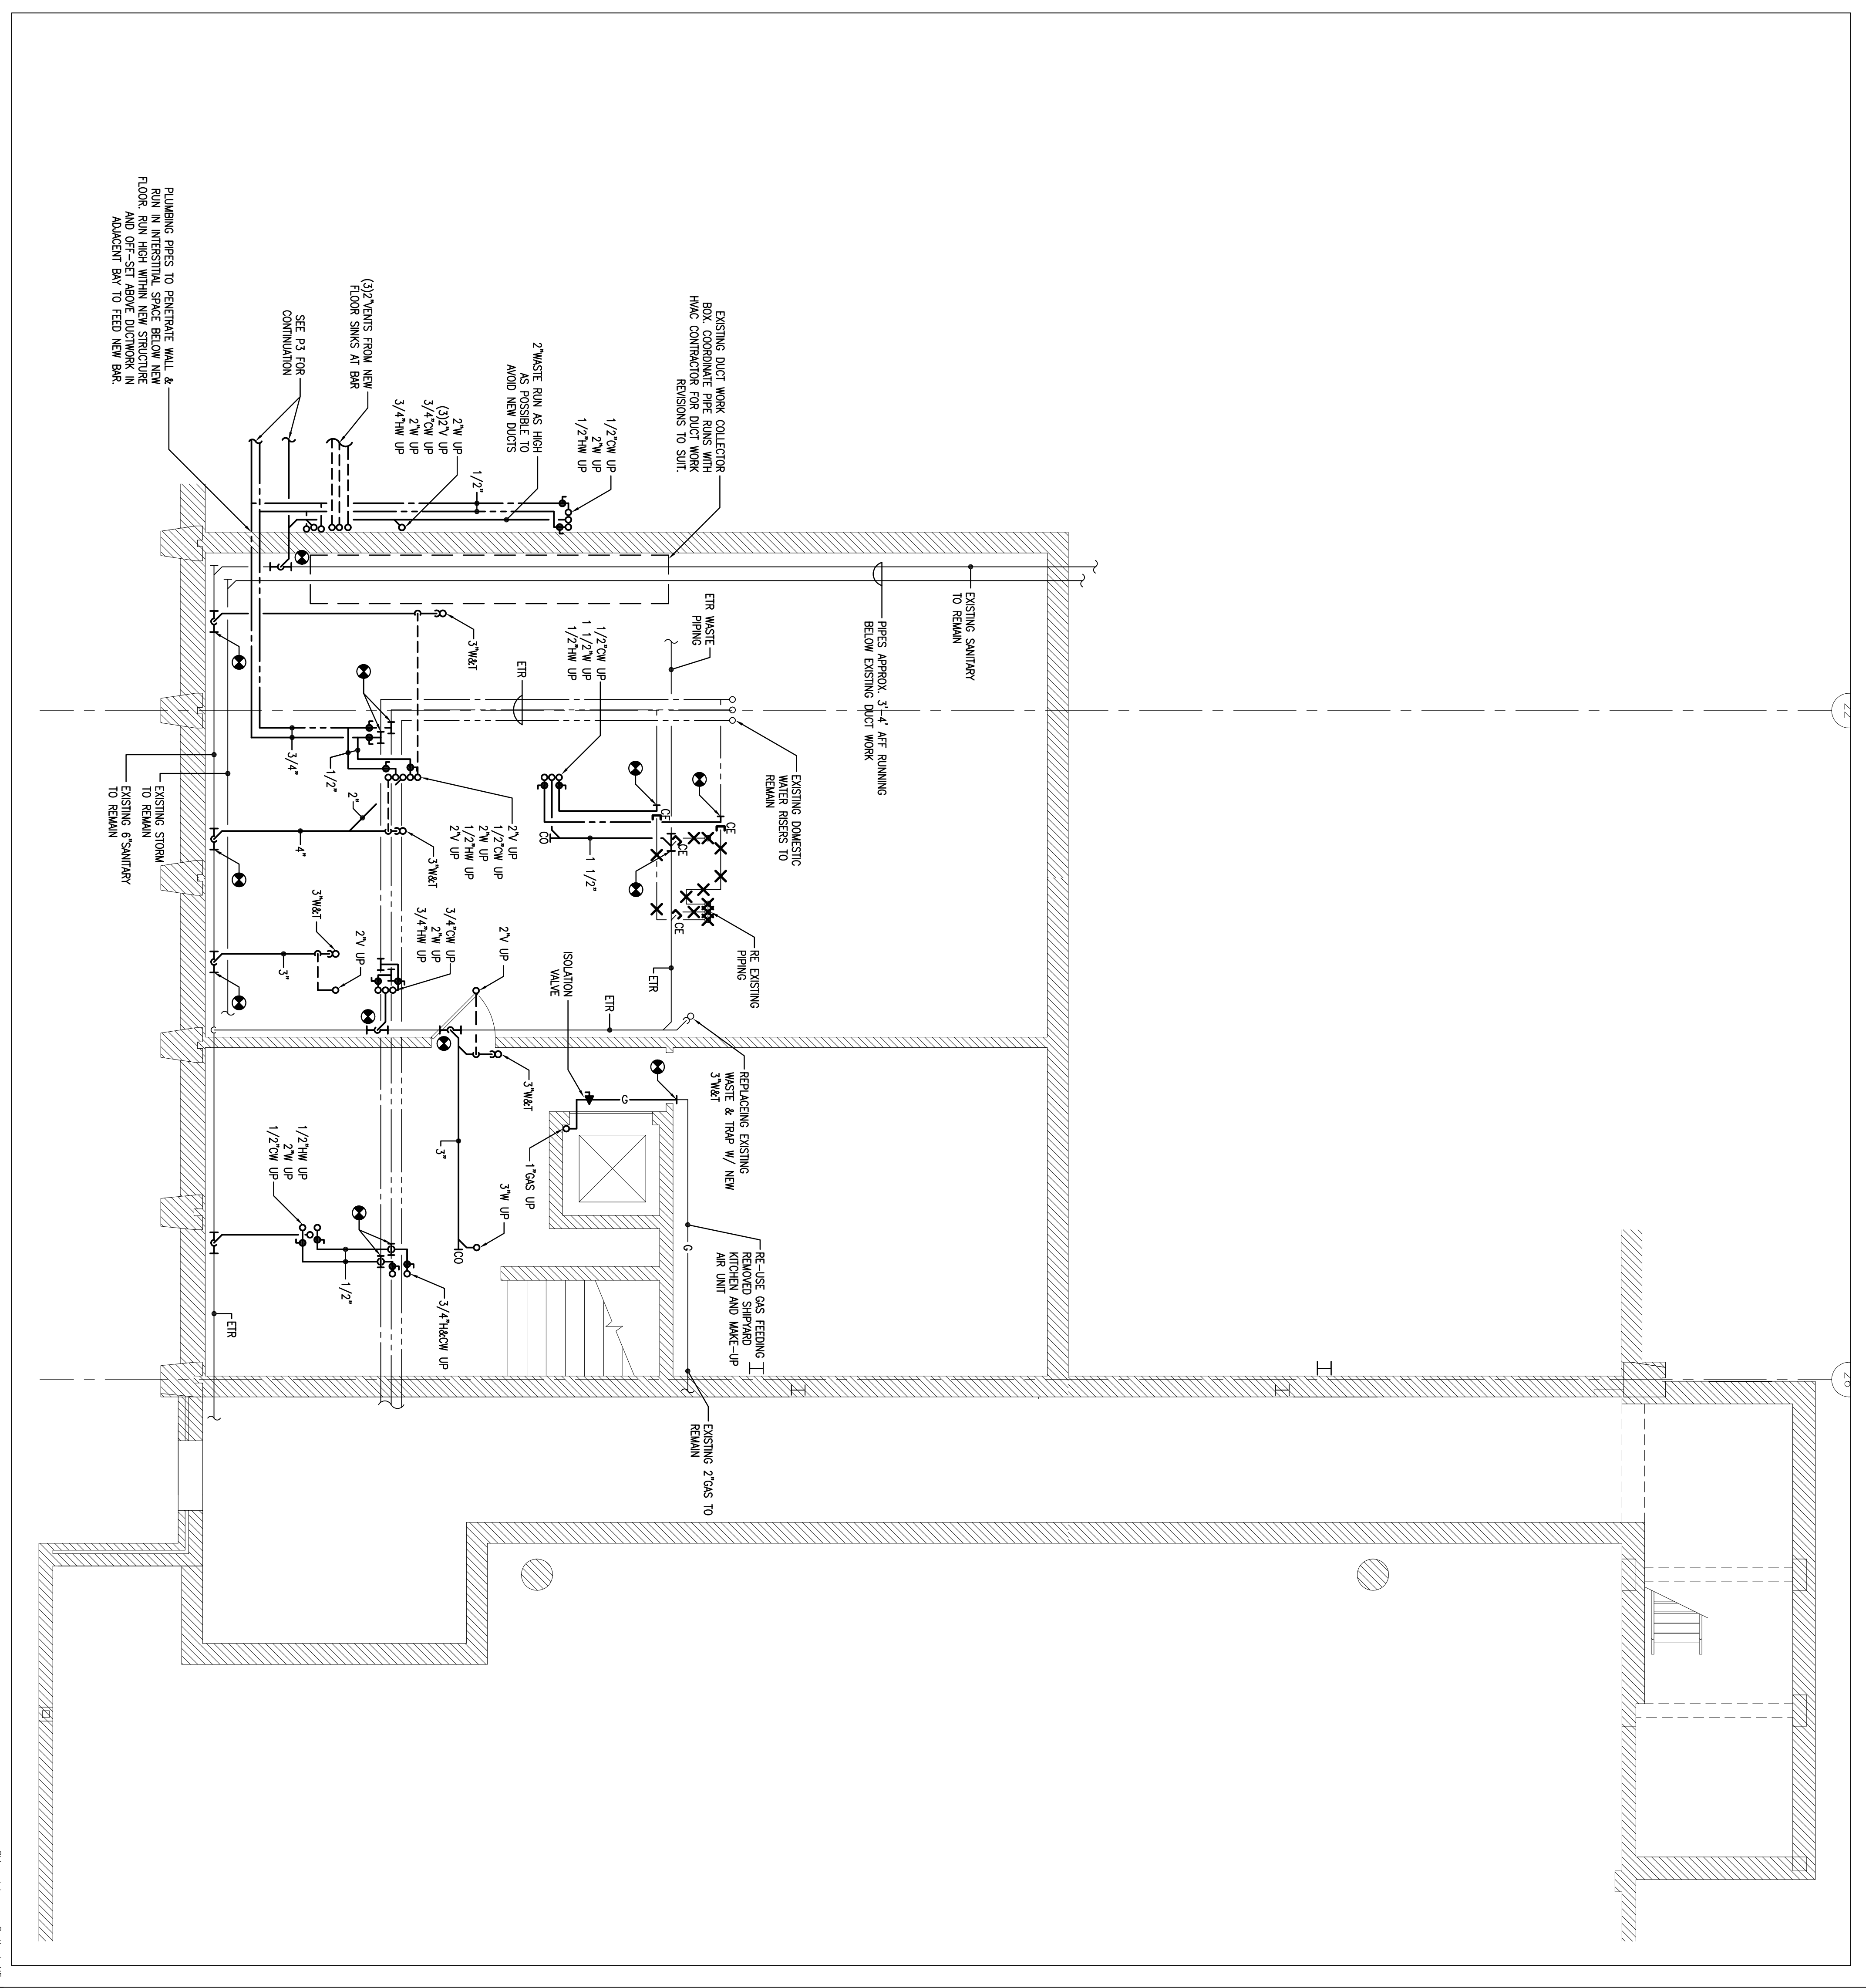 22
26
EXISTING SANITARY
TO REMAIN
PIPES APPROX. 3'-4' AFF RUNNING
BELOW EXISTING DUCT WORK
EXISTING DOMESTIC
WATER RISERS TO
REMAIN
RE EXISTING
PIPING
REPLACEING EXISTING
WASTE & TRAP W/ NEW
3"W&T
RE-USE GAS FEEDING
REMOVED SHIPYARD
KITCHEN AND MAKE-UP
AIR UNIT
EXISTING 2"GAS TO
REMAIN
EXISTING DUCT WORK COLLECTOR
BOX. COORDINATE PIPE RUNS WITH
HVAC CONTRACTOR FOR DUCT WORK
REVISIONS TO SUIT.
ETR WASTE
PIPING
CE
CE
CE
CE
ETR
G
G
1/2"CW UP
2"W UP
1/2"HW UP
1/2"CW UP
1 1/2"W UP
1/2"HW UP
1 1/2"
CO
ETR
ISOLATION
VALVE
ETR
1"GAS UP
2"WASTE RUN AS HIGH
AS POSSIBLE TO
AVOID NEW DUCTS
1/2"
3"W&T
ETR
2"V UP
1/2"CW UP
2"W UP
1/2"HW UP
2"V UP
2"V UP
3"W&T
3"W UP
3"
CO
2"W UP
(3)2"V UP
3/4"CW UP
2"W UP
3/4"HW UP
3"W&T
3/4"CW UP
2"W UP
3/4"HW UP
3/4"H&CW UP
(3)2"VENTS FROM NEW
FLOOR SINKS AT BAR
2"
1/2"
2"V UP
3"W&T
1/2"
SEE P3 FOR
CONTINUATION
3/4"
4"
3"
1/2"HW UP
2"W UP
1/2"CW UP
ETR
PLUMBING PIPES TO PENETRATE WALL &
RUN IN INTERSTITIAL SPACE BELOW NEW
FLOOR. RUN HIGH WITHIN NEW STRUCTURE
AND OFF-SET ABOVE DUCTWORK IN
ADJACENT BAY TO FEED NEW BAR.
EXISTING STORM
TO REMAIN
EXISTING 6"SANITARY
TO REMAIN